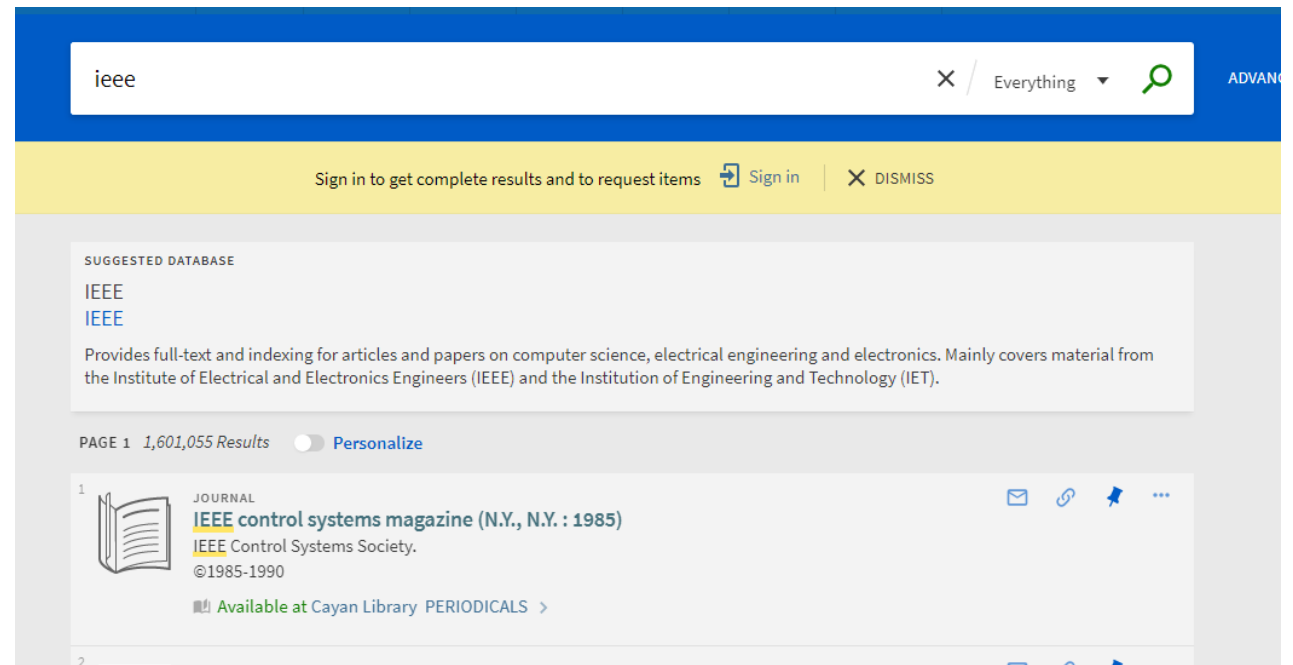 ieee
Everything
Sign in to get complete results and to request items Sign in DISMISS
SUGGESTED DATABASE
IEEE
IEEE
Provides full-text and indexing for articles and papers on computer science, electrical engineering and electronics. Mainly covers material from
the Institute of Electrical and Electronics Engineers (IEEE) and the Institution of Engineering and Technology (IET).
PAGE 1 1,601,055 Results Personalize
1
JOURNAL
IEEE control systems magazine (N.Y., N.Y. : 1985)
IEEE Control Systems Society.
©1985-1990
Available at Cayan Library PERIODICALS
2